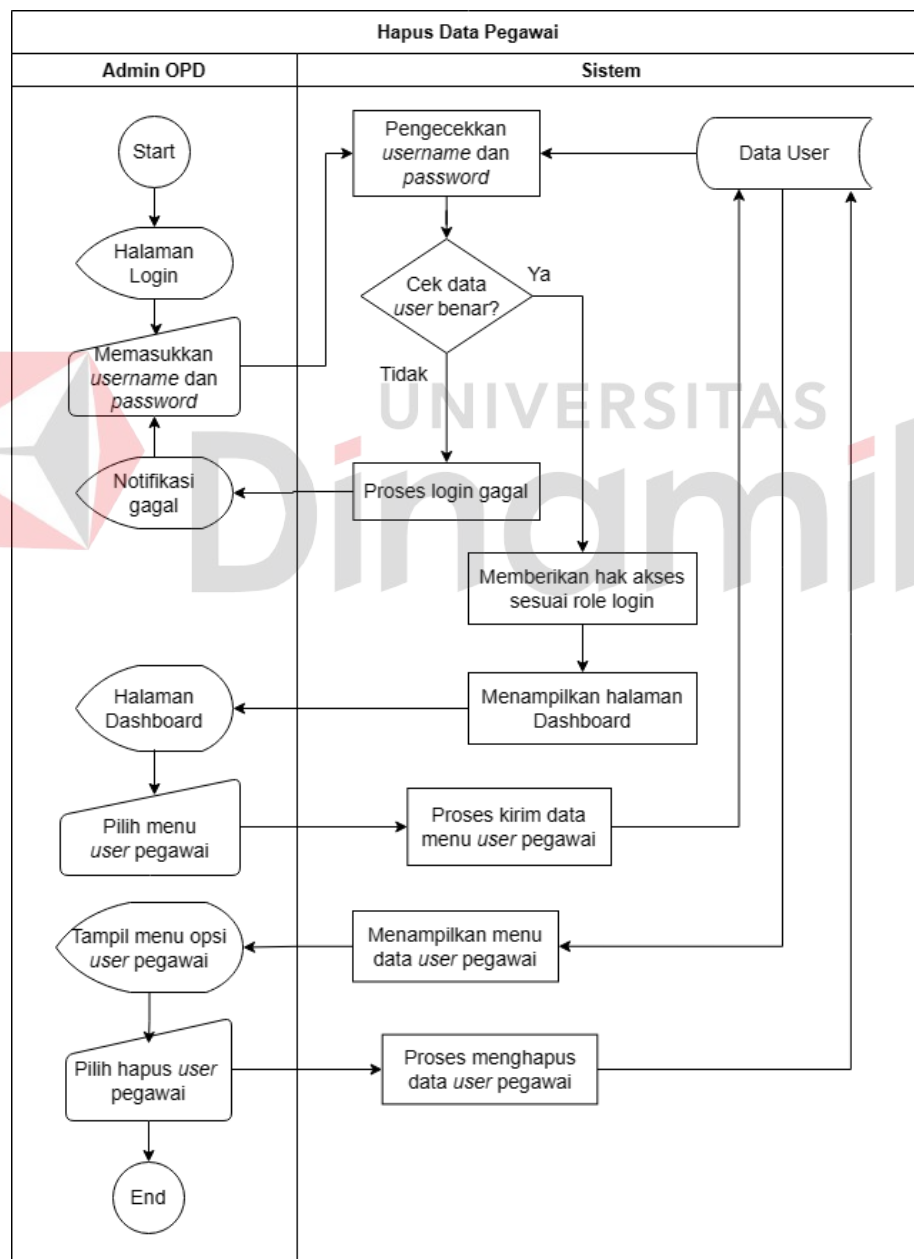 Hapus Data Pegawai
Admin OPD
Sistem
Start
Pengecekkan
username dan
password
Data User
Halaman
Login
Cek data
user benar?
Ya
Tidak
Memasukkan
username dan
password
UNIVERSITAS
Dinamil
Notifikasi
gagal
Proses login gagal
Memberikan hak akses
sesuai role login
Halaman
Dashboard
Menampilkan halaman
Dashboard
Pilih menu
user pegawai
Proses kirim data
menu user pegawai
Tampil menu opsi
user pegawai
Menampilkan menu
data user pegawai
Pilih hapus user
pegawai
Proses menghapus
data user pegawai
End